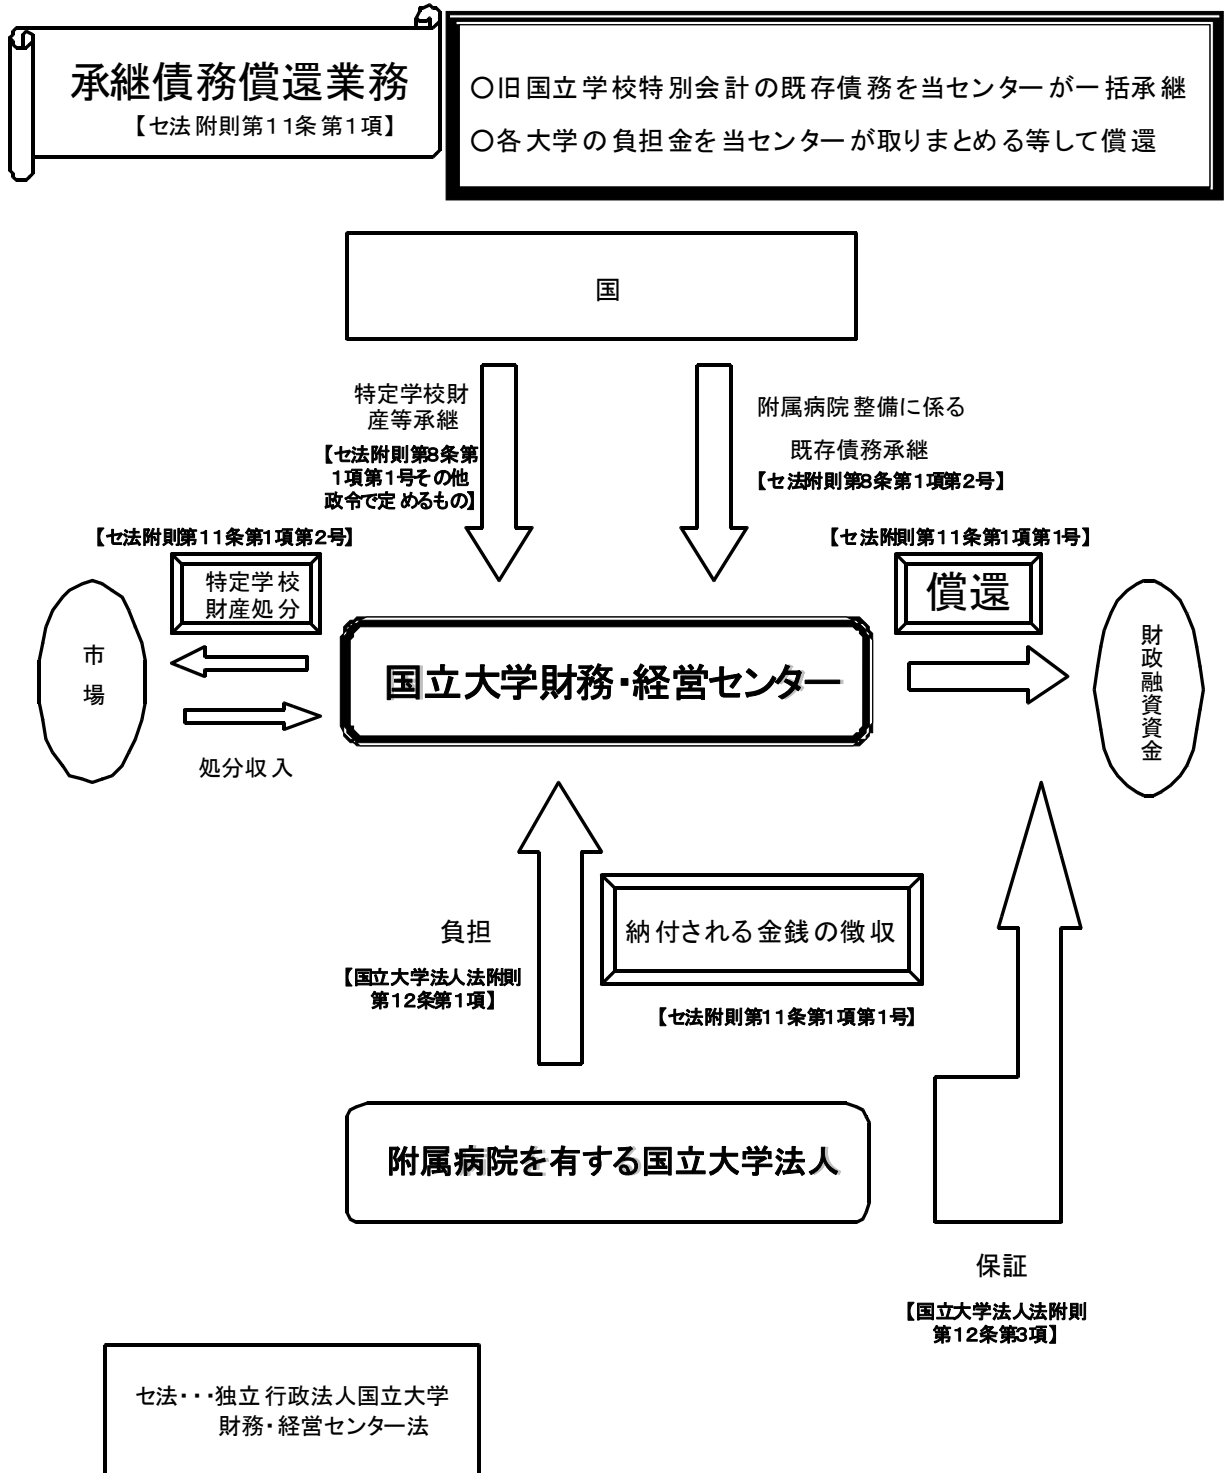 承継債務償還業務
【セ法附則第11条第1項】
○旧国立学校特別会計の既存債務を当センターが一括承継
○各大学の負担金を当センターが取りまとめる等して償還
国
特定学校財
産等承継
【セ法附則第8条第
1項第1号その他
政令で定めるもの】
附属病院整備に係る
既存債務承継
【セ法附則第8条第1項第2号】
【セ法附則第11条第1項第2号】
特定学校
財産処分
【セ法附則第11条第1項第1号】
償還
市
場
処分収入
国立大学財務・経営センター
財政融資資金
負担
【国立大学法人法附則
第12条第1項】
納付される金銭の徴収
【セ法附則第11条第1項第1号】
附属病院を有する国立大学法人
保証
【国立大学法人法附則
第12条第3項】
セ法・・・独立行政法人国立大学
財務・経営センター法